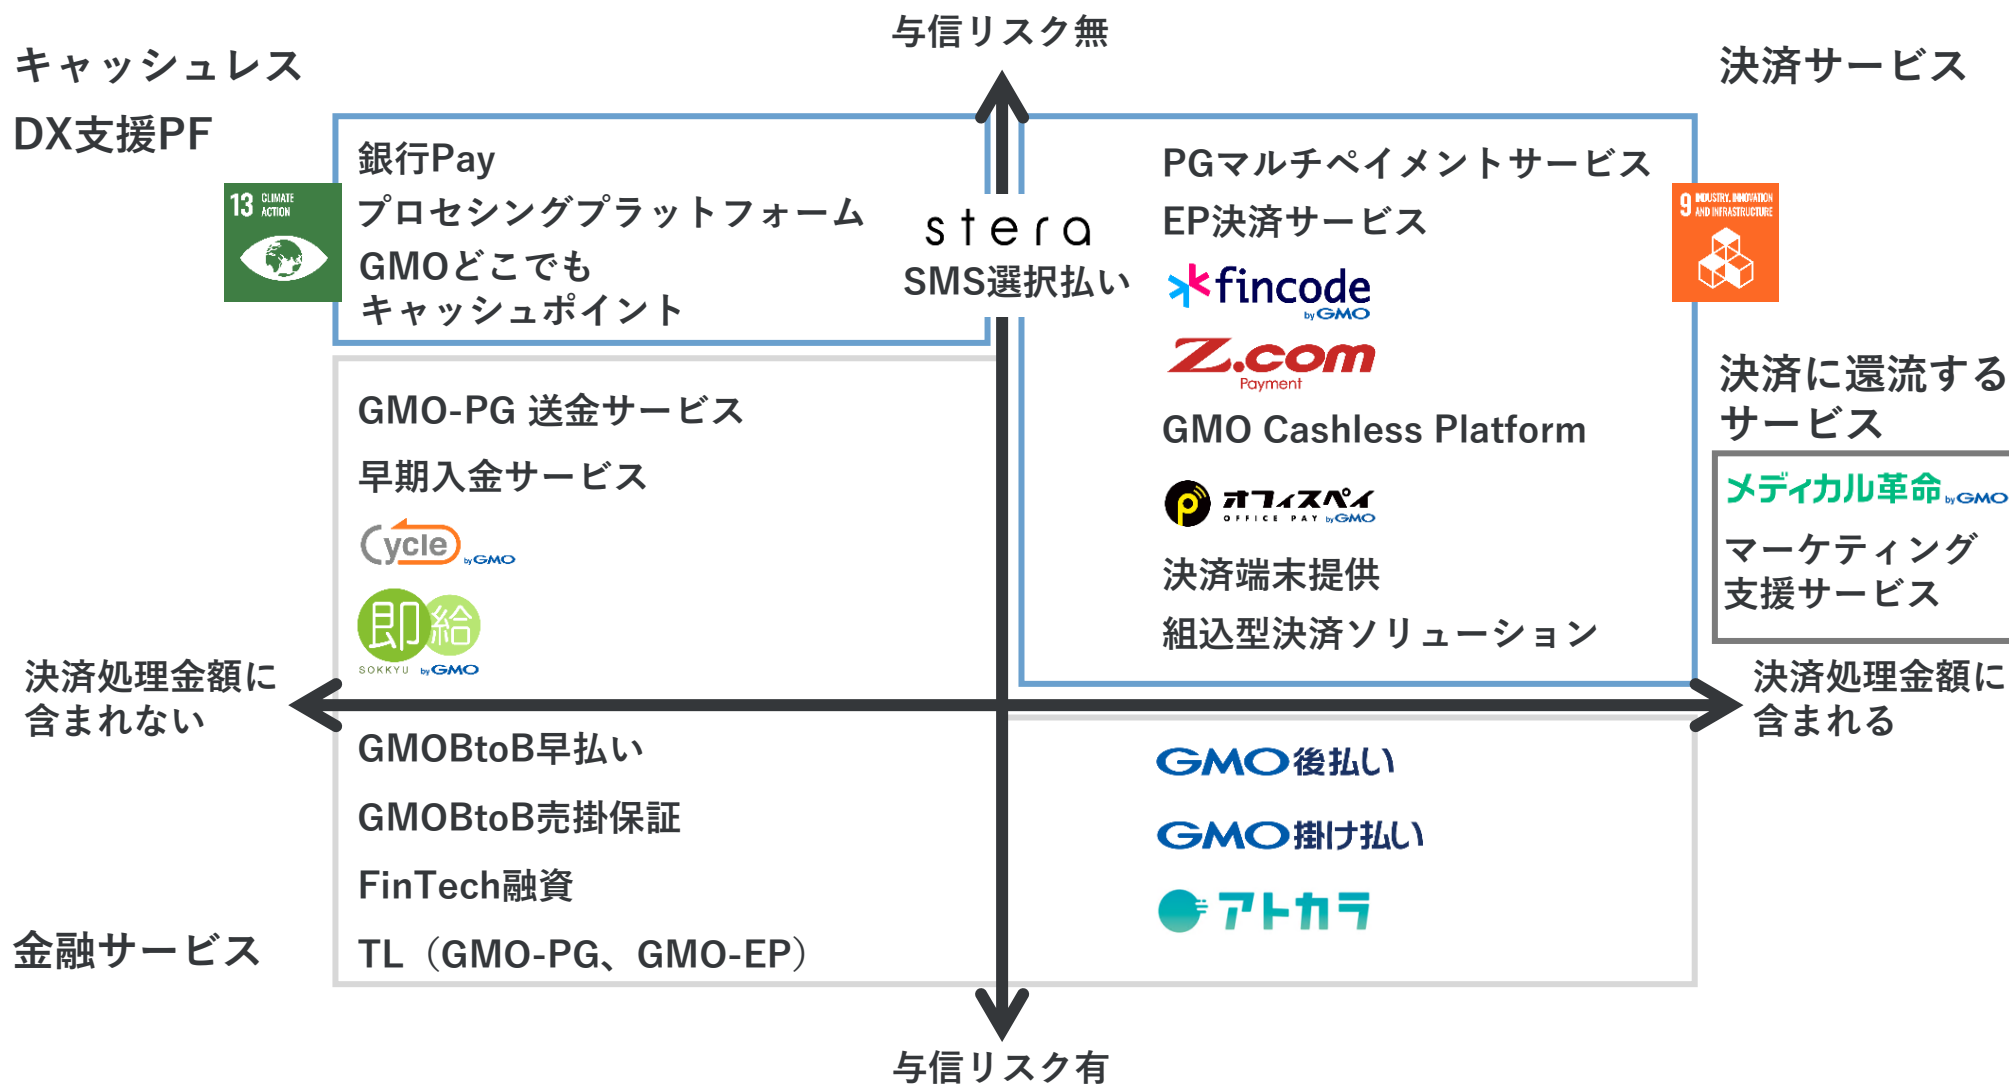 与信リスク無
キャッシュレス
DX支援PF
決済サービス
13 CLIMATE
ACTION
銀行Pay
プロセシングプラットフォーム
GMOどこでも
キャッシュポイント
stera
SMS選択払い
PGマルチペイメントサービス
EP決済サービス
fincode
byGMO
Z.com
Payment
GMO Cashless Platform
オフィスペイ
OFFICE PAY byGMO
決済端末提供
組込型決済ソリューション
9 INDUSTRY, INNOVATION
AND INFRASTRUCTURE
決済に還流する
サービス
メディカル革命 byGMO
マーケティング
支援サービス
GMO-PG 送金サービス
早期入金サービス
Cycle byGMO
即給
SOKKYU byGMO
決済処理金額に
含まれない
決済処理金額に
含まれる
GMOBtoB早払い
GMOBtoB売掛保証
FinTech融資
TL（GMO-PG、GMO-EP）
金融サービス
GMO後払い
GMO掛け払い
アトカラ
与信リスク有